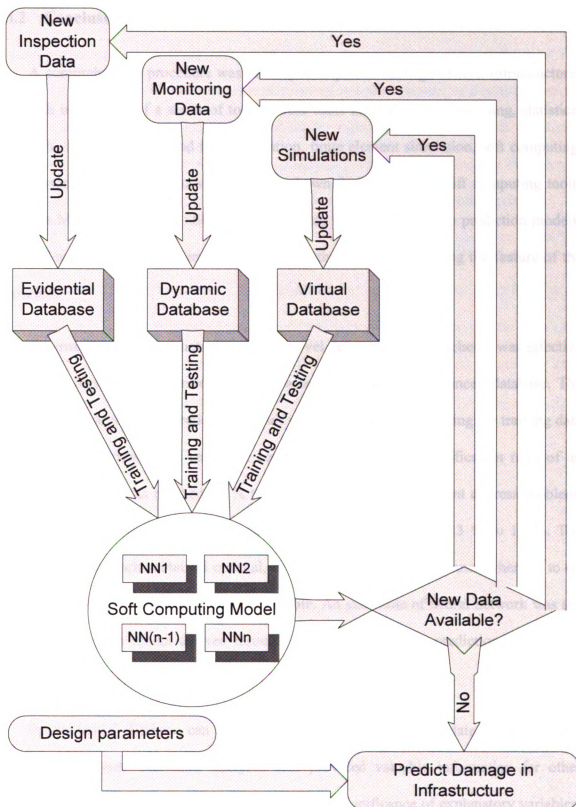 New
Inspection
Data
Yes
New
Monitoring
Data
Yes
New
Simulations
Yes
Update
Update
Update
Evidential
Database
Dynamic
Database
Virtual
Database
Training and Testing
Training and Testing
Training and Testing
NN1
NN2
Soft Computing Model
NN(n-1)
NNn
New Data
Available?
No
Design parameters
Predict Damage in
Infrastructure